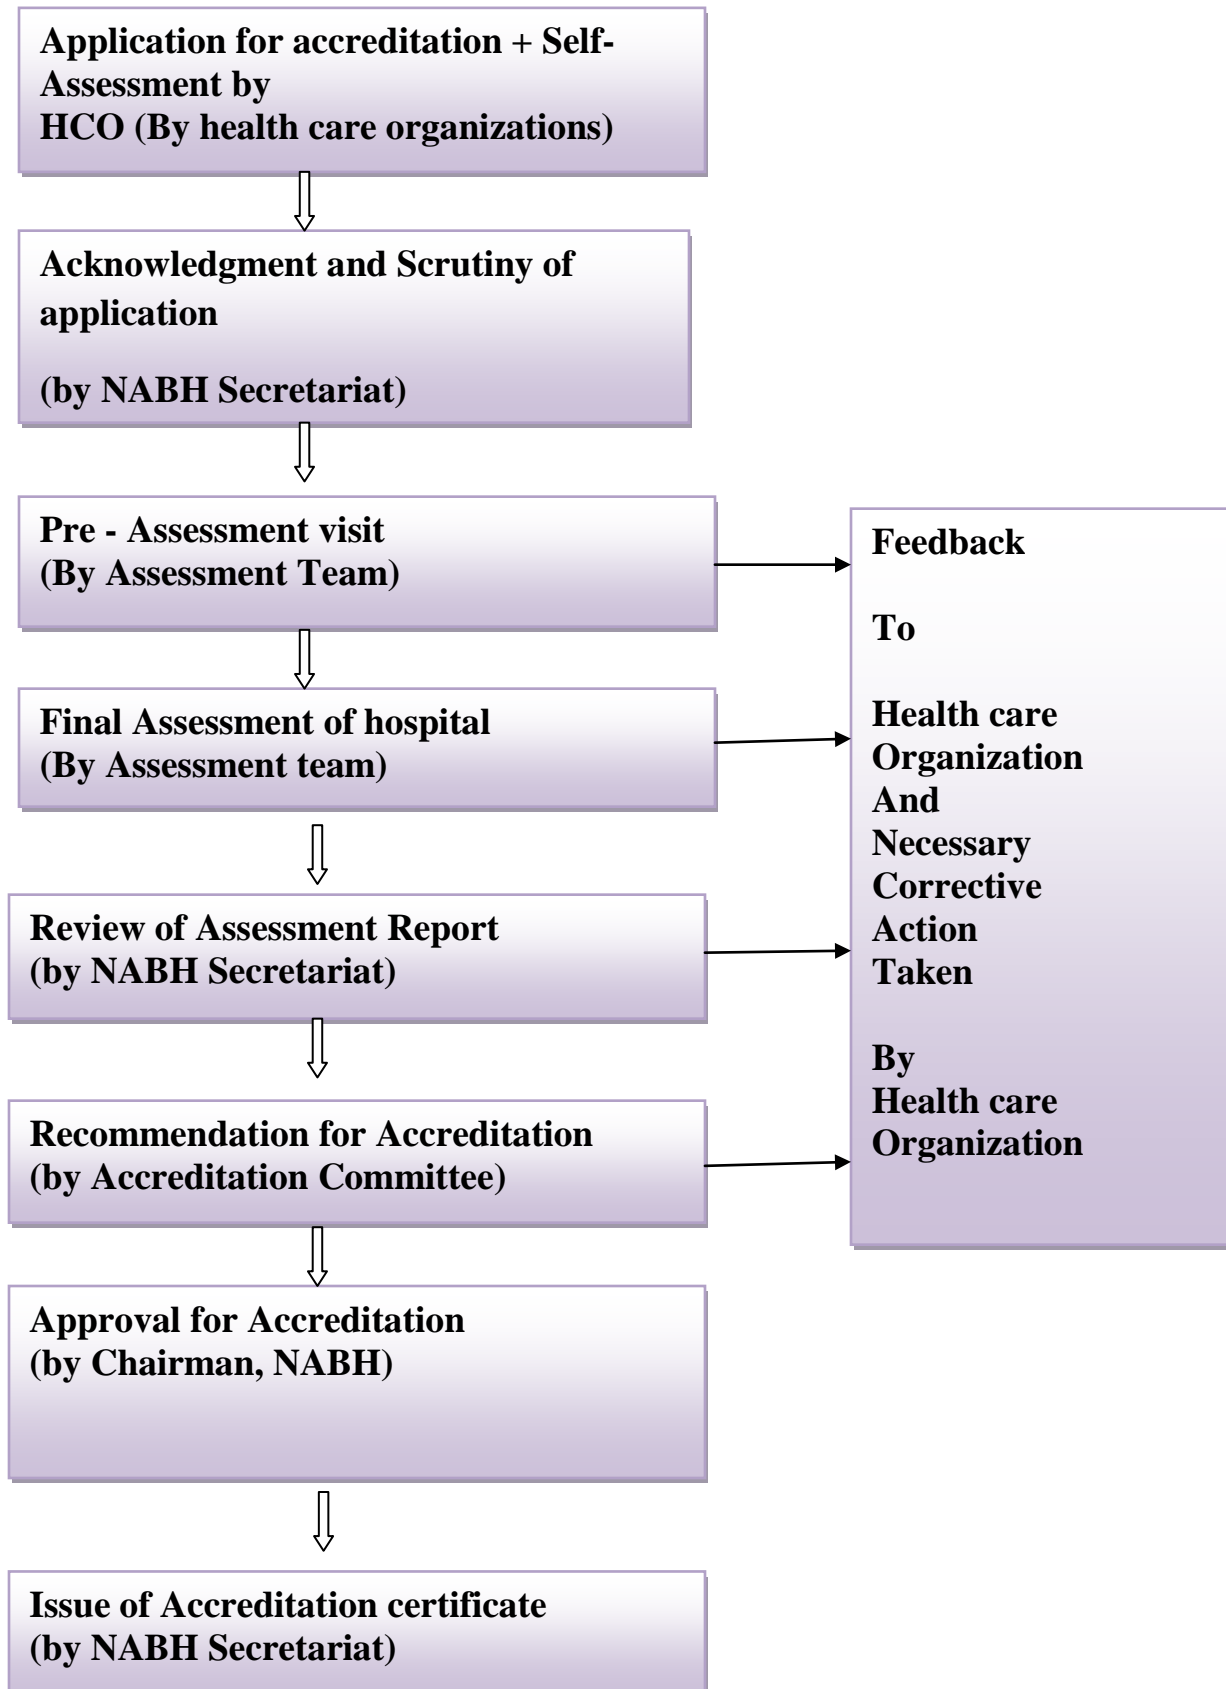 Application for accreditation + Self-
Assessment by
HCO (By health care organizations)
Acknowledgment and Scrutiny of
application
(by NABH Secretariat)
Pre - Assessment visit
(By Assessment Team)
Final Assessment of hospital
(By Assessment team)
Review of Assessment Report
(by NABH Secretariat)
Recommendation for Accreditation
(by Accreditation Committee)
Approval for Accreditation
(by Chairman, NABH)
Issue of Accreditation certificate
(by NABH Secretariat)
Feedback
To
Health care
Organization
And
Necessary
Corrective
Action
Taken
By
Health care
Organization